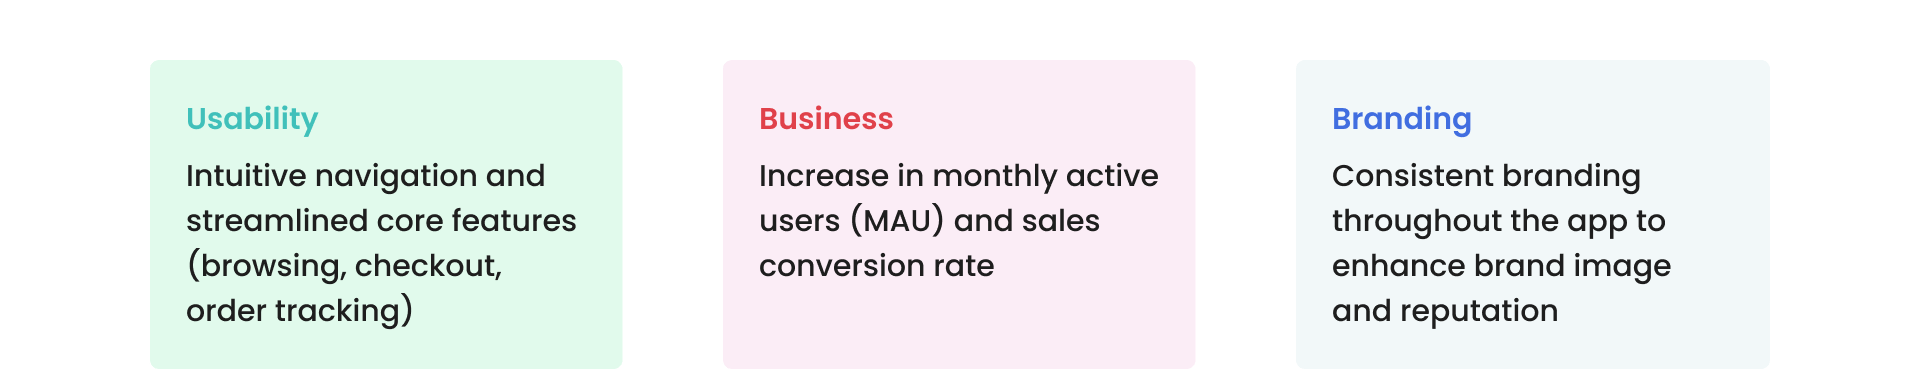 Usability
Intuitive navigation and
streamlined core features
(browsing, checkout,
order tracking)
Business
Increase in monthly active
users (MAU) and sales
conversion rate
Branding
Consistent branding
throughout the app to
enhance brand image
and reputation